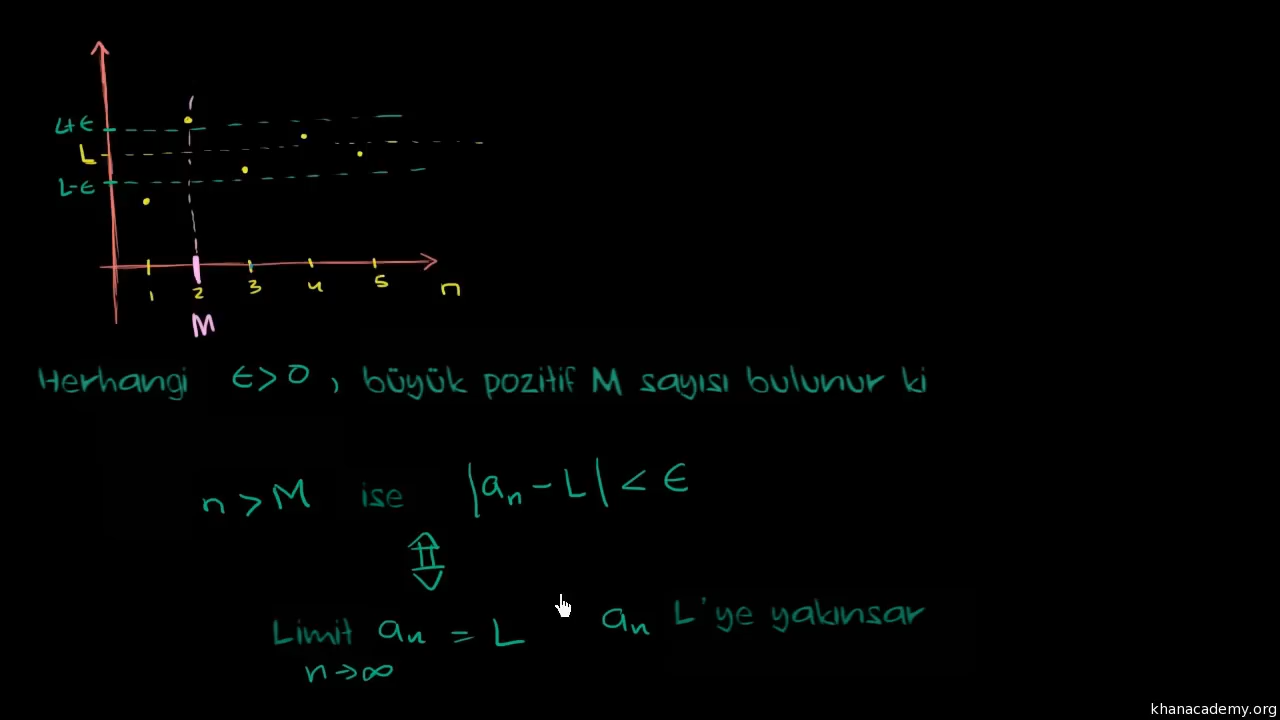 L+ϵ
L
L-ϵ
1 2 3 4 5 n
M
Herhangi ϵ>0, büyük pozitif M sayısı bulunur ki
n>M ise |aₙ-L|<ϵ
⇕
Limit aₙ = L aₙ L'ye yakınsar
n→∞
khanacademy.org